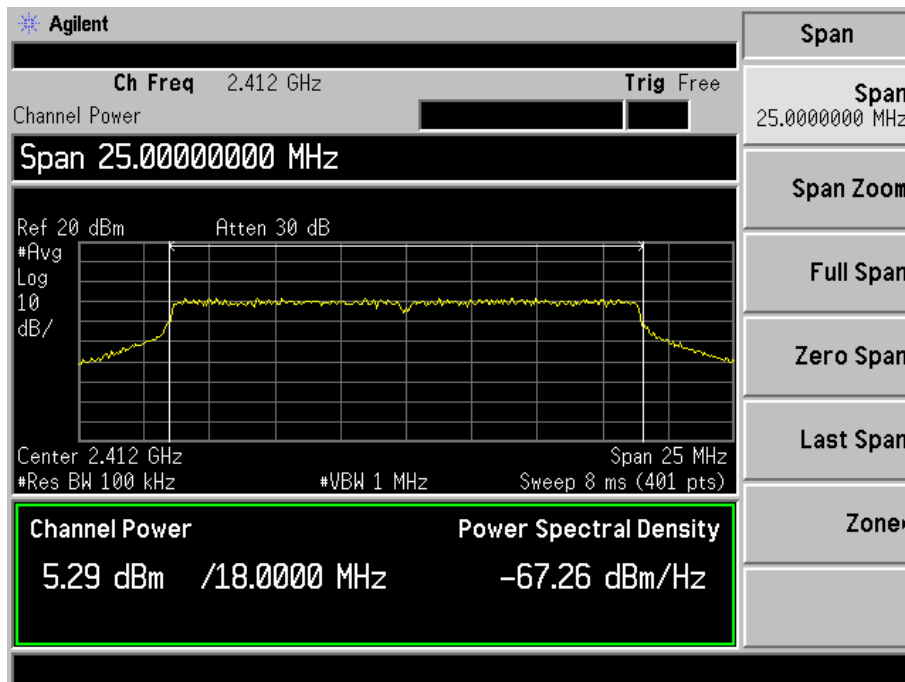 Agilent
Ch Freq 2.412 GHz Trig Free
Channel Power
Span 25.00000000 MHz
Ref 20 dBm Atten 30 dB
#Avg
Log
10
dB/
Center 2.412 GHz Span 25 MHz
#Res BW 100 kHz #VBW 1 MHz Sweep 8 ms (401 pts)
Channel Power Power Spectral Density
5.29 dBm /18.0000 MHz -67.26 dBm/Hz
Span
Span
25.0000000 MHz
Span Zoom
Full Span
Zero Span
Last Span
Zone